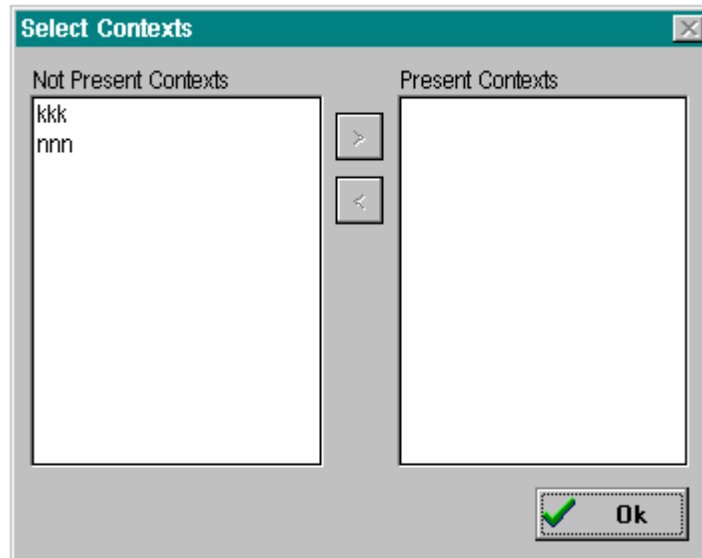 Select Contexts
Not Present Contexts
Present Contexts
kkk
nnn
>
<
Ok